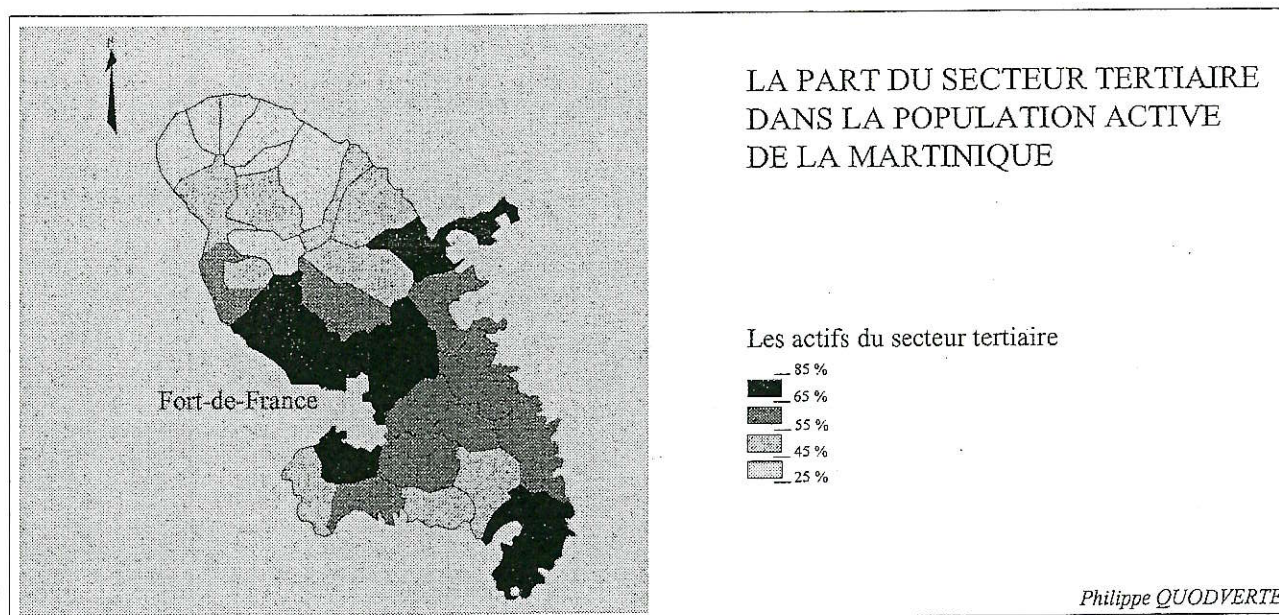 N
LA PART DU SECTEUR TERTIAIRE
DANS LA POPULATION ACTIVE
DE LA MARTINIQUE
Fort-de-France
Les actifs du secteur tertiaire
85 %
65 %
55 %
45 %
25 %
Philippe QUODVERTE